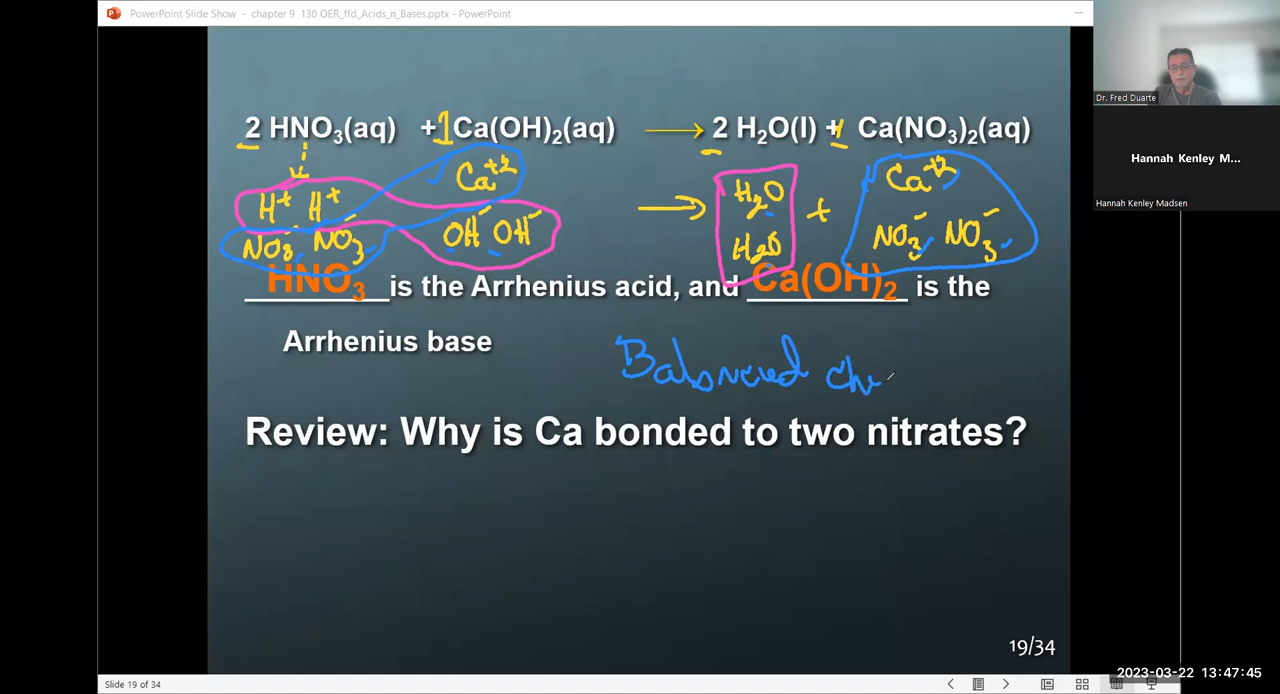 PowerPoint Slide Show - chapter 9 130 OER_ffd_Acids_n_Bases.pptx - PowerPoint
Dr. Fred Duarte
Hannah Kenley M...
Hannah Kenley Madsen
2 HNO₃(aq) + 1 Ca(OH)₂(aq) → 2 H₂O(l) + 1 Ca(NO₃)₂(aq)
Ca⁺² → H₂O + Ca⁺²
H⁺ H⁺
NO₃⁻ NO₃⁻ OH⁻ OH⁻ H₂O NO₃⁻ NO₃⁻
HNO₃ is the Arrhenius acid, and Ca(OH)₂ is the
Arrhenius base
Balanced che
Review: Why is Ca bonded to two nitrates?
19/34
2023-03-22 13:47:45
Slide 19 of 34